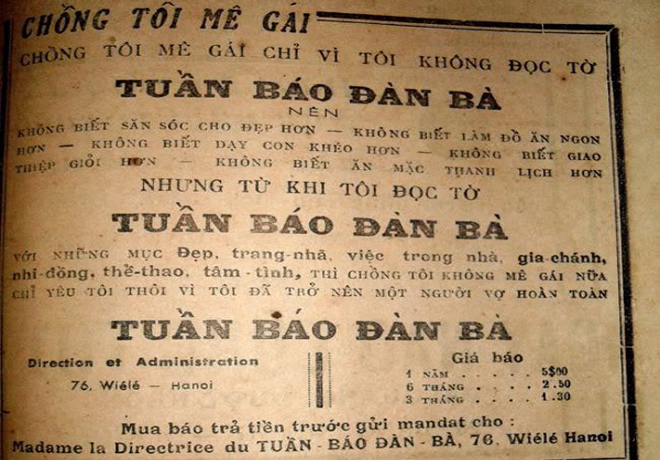 CHỒNG TÔI MÊ GÁI
CHỒNG TÔI MÊ GÁI CHỈ VÌ TÔI KHÔNG ĐỌC TỜ
TUẦN BÁO ĐÀN BÀ
NÊN
KHÔNG BIẾT SĂN SÓC CHO ĐẸP HƠN — KHÔNG BIẾT LÀM ĐỒ ĂN NGON
HƠN — KHÔNG BIẾT DẠY CON KHÉO HƠN — KHÔNG BIẾT GIAO
THIỆP GIỎI HƠN — KHÔNG BIẾT ĂN MẶC THANH LỊCH HƠN
NHƯNG TỪ KHI TÔI ĐỌC TỜ
TUẦN BÁO ĐÀN BÀ
VỚI NHỮNG MỤC Đẹp, trang-nhã, việc trong nhà, gia chánh,
nhi-đồng, thể-thao, tâm-tình, THÌ CHỒNG TÔI KHÔNG MÊ GÁI NỮA
CHỈ YÊU TÔI THÔI VÌ TÔI ĐÃ TRỞ NÊN MỘT NGƯỜI VỢ HOÀN TOÀN
TUẦN BÁO ĐÀN BÀ
Direction et Administration
76, Wiélé — Hanoi
Giá báo
1 NĂM . . . . . 5$00
6 THÁNG . . . . 2.50
3 THÁNG . . . . 1.30
Mua báo trả tiền trước gửi mandat cho :
Madame la Directrice du TUẦN - BÁO ĐÀN - BÀ, 76, Wiélé Hanoi